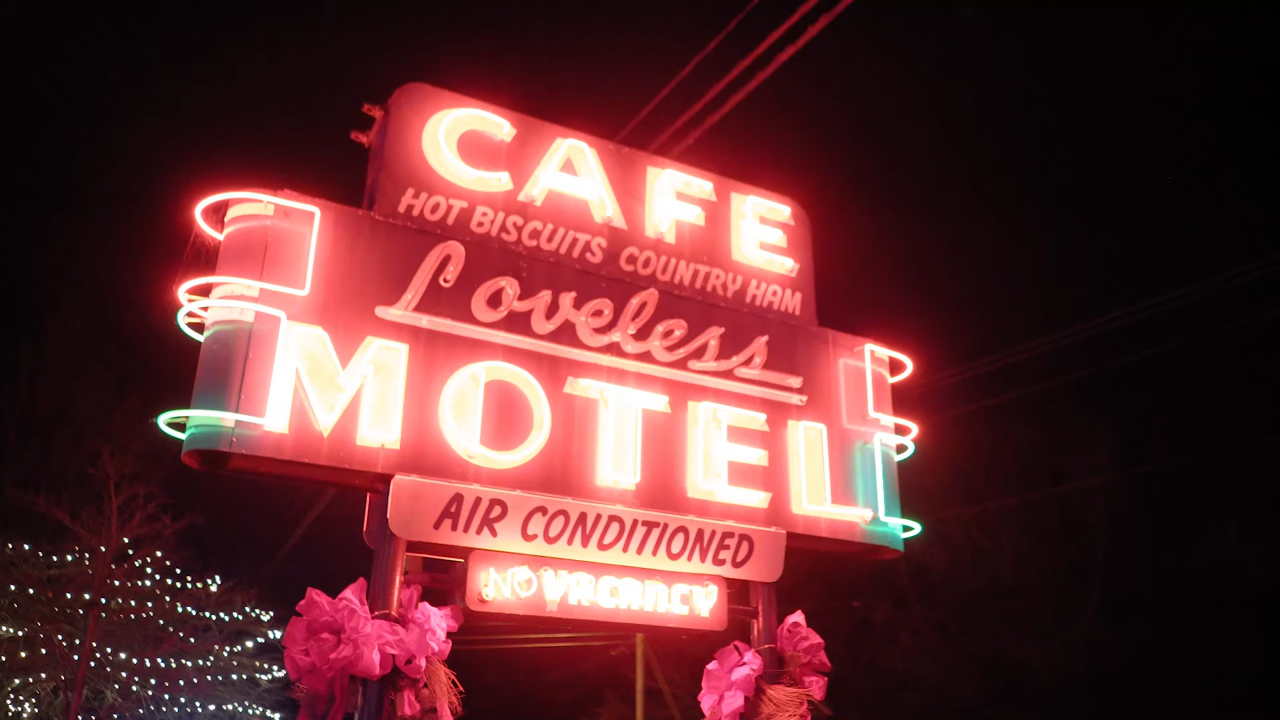 CAFE
HOT BISCUITS COUNTRY HAM
Loveless
MOTEL
AIR CONDITIONED
NO VACANCY